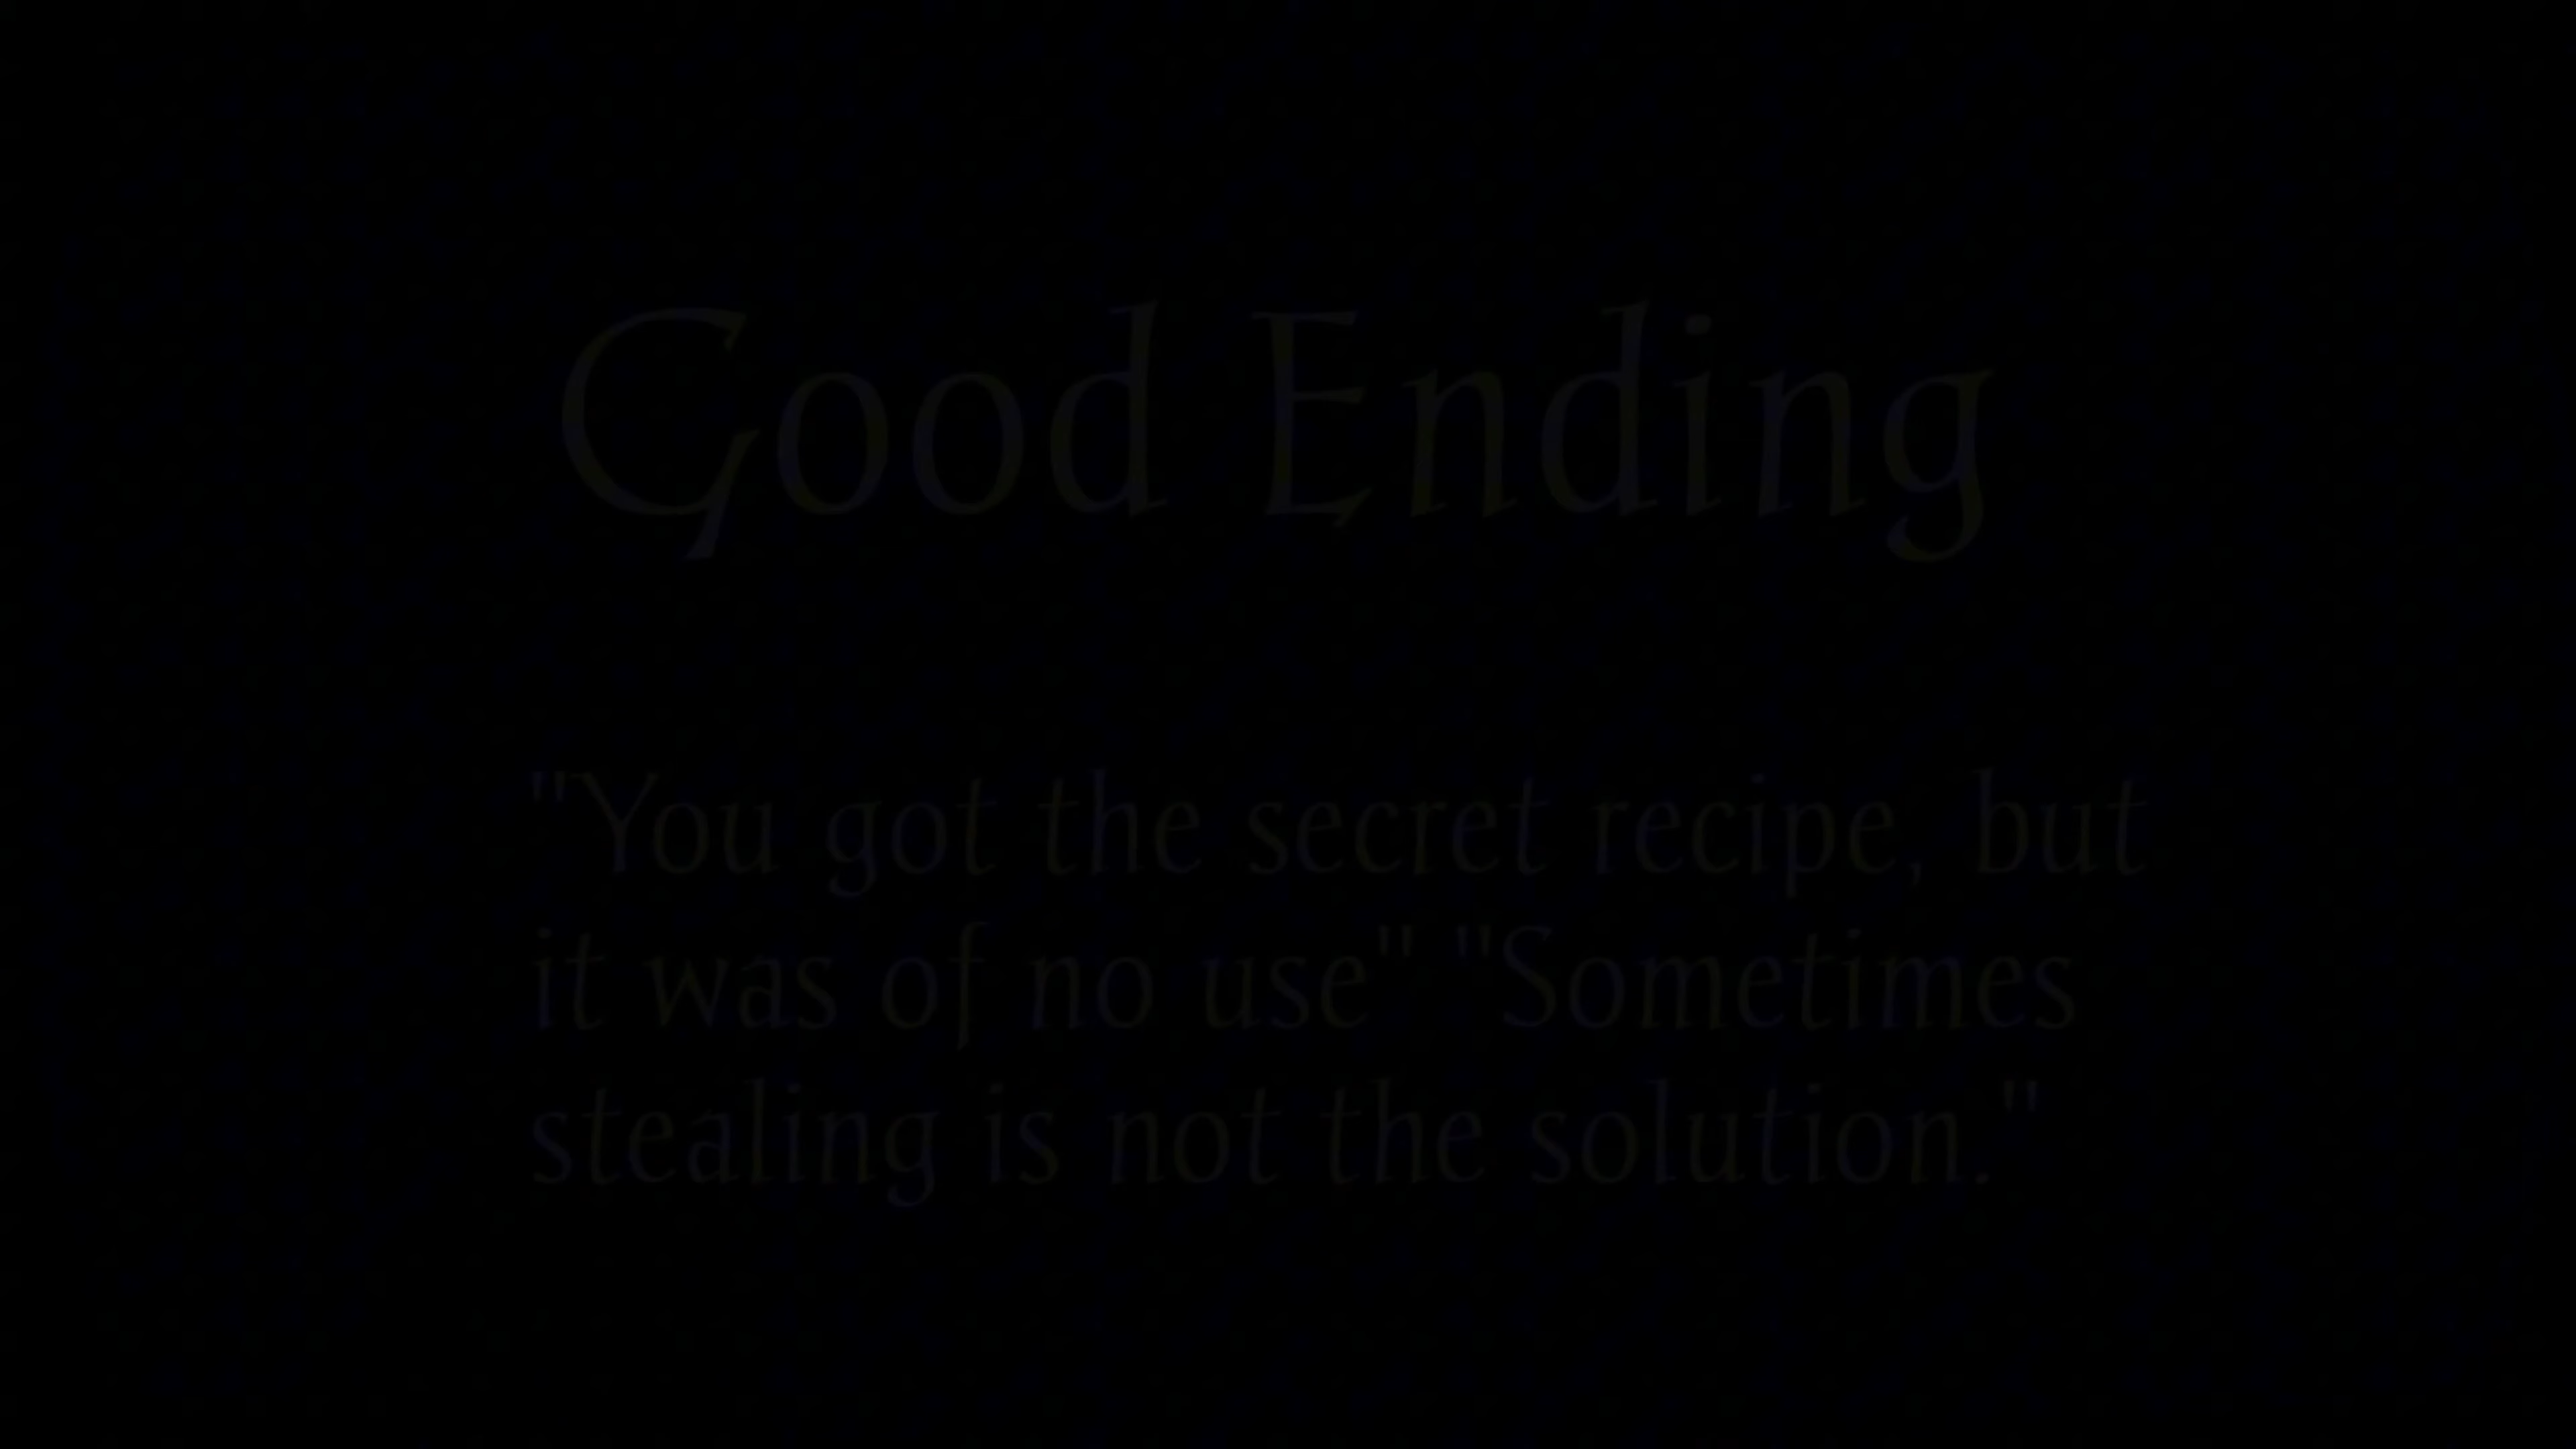 Good Ending
"You got the secret recipe, but
it was of no use" "Sometimes
stealing is not the solution."